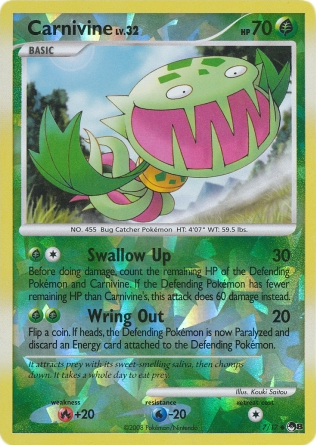 Carnivine LV.32 HP 70
BASIC
NO. 455 Bug Catcher Pokémon HT: 4'07" WT: 59.5 lbs.
Swallow Up 30
Before doing damage, count the remaining HP of the Defending
Pokémon and Carnivine. If the Defending Pokémon has fewer
remaining HP than Carnivine's, this attack does 60 damage instead.
Wring Out 20
Flip a coin. If heads, the Defending Pokémon is now Paralyzed and
discard an Energy card attached to the Defending Pokémon.
It attracts prey with its sweet-smelling saliva, then chomps
down. It takes a whole day to eat prey.
Illus. Kouki Saitou
weakness resistance retreat cost
+20 -20
©2008 Pokémon/Nintendo 7/17